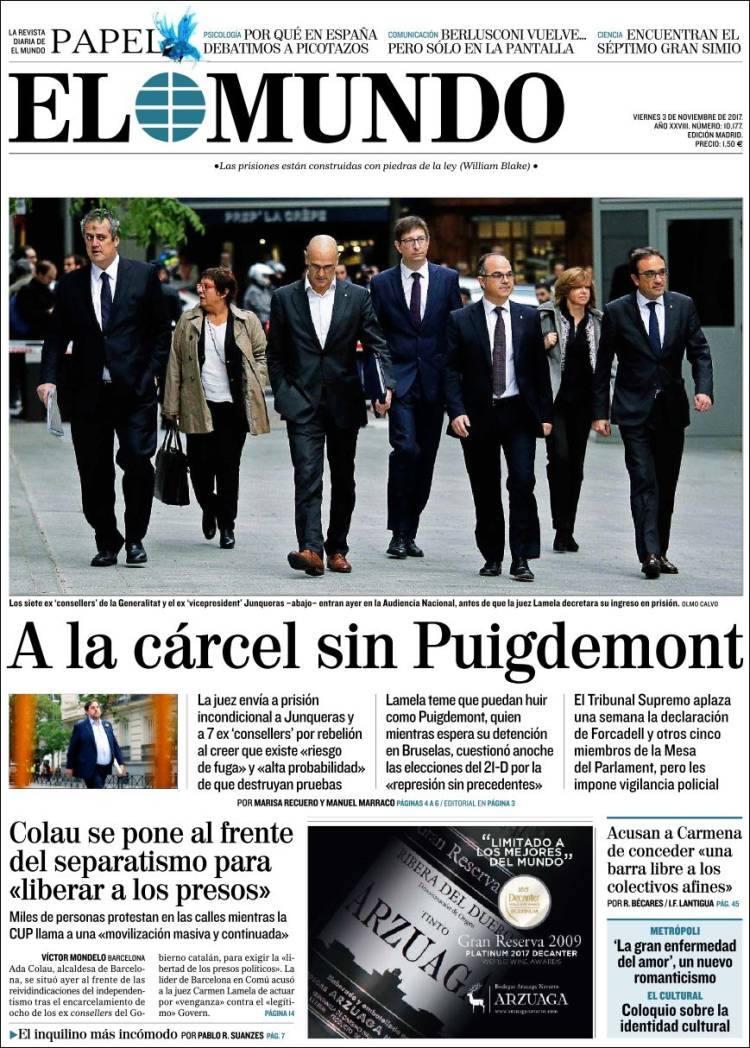 LA REVISTA
DIARIA DE
EL MUNDO
PAPEL
PSICOLOGÍA POR QUÉ EN ESPAÑA
DEBATIMOS A PICOTAZOS
COMUNICACIÓN BERLUSCONI VUELVE...
PERO SÓLO EN LA PANTALLA
CIENCIA ENCUENTRAN EL
SÉPTIMO GRAN SIMIO
EL MUNDO
VIERNES 3 DE NOVIEMBRE DE 2017.
AÑO XXVIII. NÚMERO: 10.177.
EDICIÓN MADRID.
PRECIO: 1,50 €
•Las prisiones están construidas con piedras de la ley (William Blake) •
PREP' LA CRÊPE
Los siete ex 'consellers' de la Generalitat y el ex 'vicepresident' Junqueras –abajo– entran ayer en la Audiencia Nacional, antes de que la juez Lamela decretara su ingreso en prisión. OLMO CALVO
A la cárcel sin Puigdemont
La juez envía a prisión
incondicional a Junqueras y
a 7 ex 'consellers' por rebelión
al creer que existe «riesgo
de fuga» y «alta probabilidad»
de que destruyan pruebas
Lamela teme que puedan huir
como Puigdemont, quien
mientras espera su detención
en Bruselas, cuestionó anoche
las elecciones del 21-D por la
«represión sin precedentes»
El Tribunal Supremo aplaza
una semana la declaración
de Forcadell y otros cinco
miembros de la Mesa
del Parlament, pero les
impone vigilancia policial
POR MARISA RECUERO Y MANUEL MARRACO PÁGINAS 4 A 6 / EDITORIAL EN PÁGINA 3
Colau se pone al frente
del separatismo para
«liberar a los presos»
Miles de personas protestan en las calles mientras la
CUP llama a una «movilización masiva y continuada»
VÍCTOR MONDELO BARCELONA
Ada Colau, alcaldesa de Barcelo-
na, se situó ayer al frente de las
reivindicaciones del independen-
tismo tras el encarcelamiento de
ocho de los ex consellers del Go-
bierno catalán, para exigir la «li-
bertad de los presos políticos». La
líder de Barcelona en Comú acusó
a la juez Carmen Lamela de actuar
por «venganza» contra el «legíti-
mo» Govern.
PÁGINA 14
El inquilino más incómodo POR PABLO R. SUANZES PÁG. 7
"LIMITADO A
LOS MEJORES
DEL MUNDO"
Gran Reserva
RIBERA DEL DUERO
Denominación de Origen
TINTO
ARZUAGA
Decanter
PLATINUM
Gran Reserva 2009
PLATINUM 2017 DECANTER
WORLD WINE AWARDS
Bodegas Arzuaga Navarro
ARZUAGA
www.arzuaganavarro.com
Acusan a Carmena
de conceder «una
barra libre a los
colectivos afines»
POR R. BÉCARES / I.F. LANTIGUA PÁG. 45
METRÓPOLI
'La gran enfermedad
del amor', un nuevo
romanticismo
EL CULTURAL
Coloquio sobre la
identidad cultural